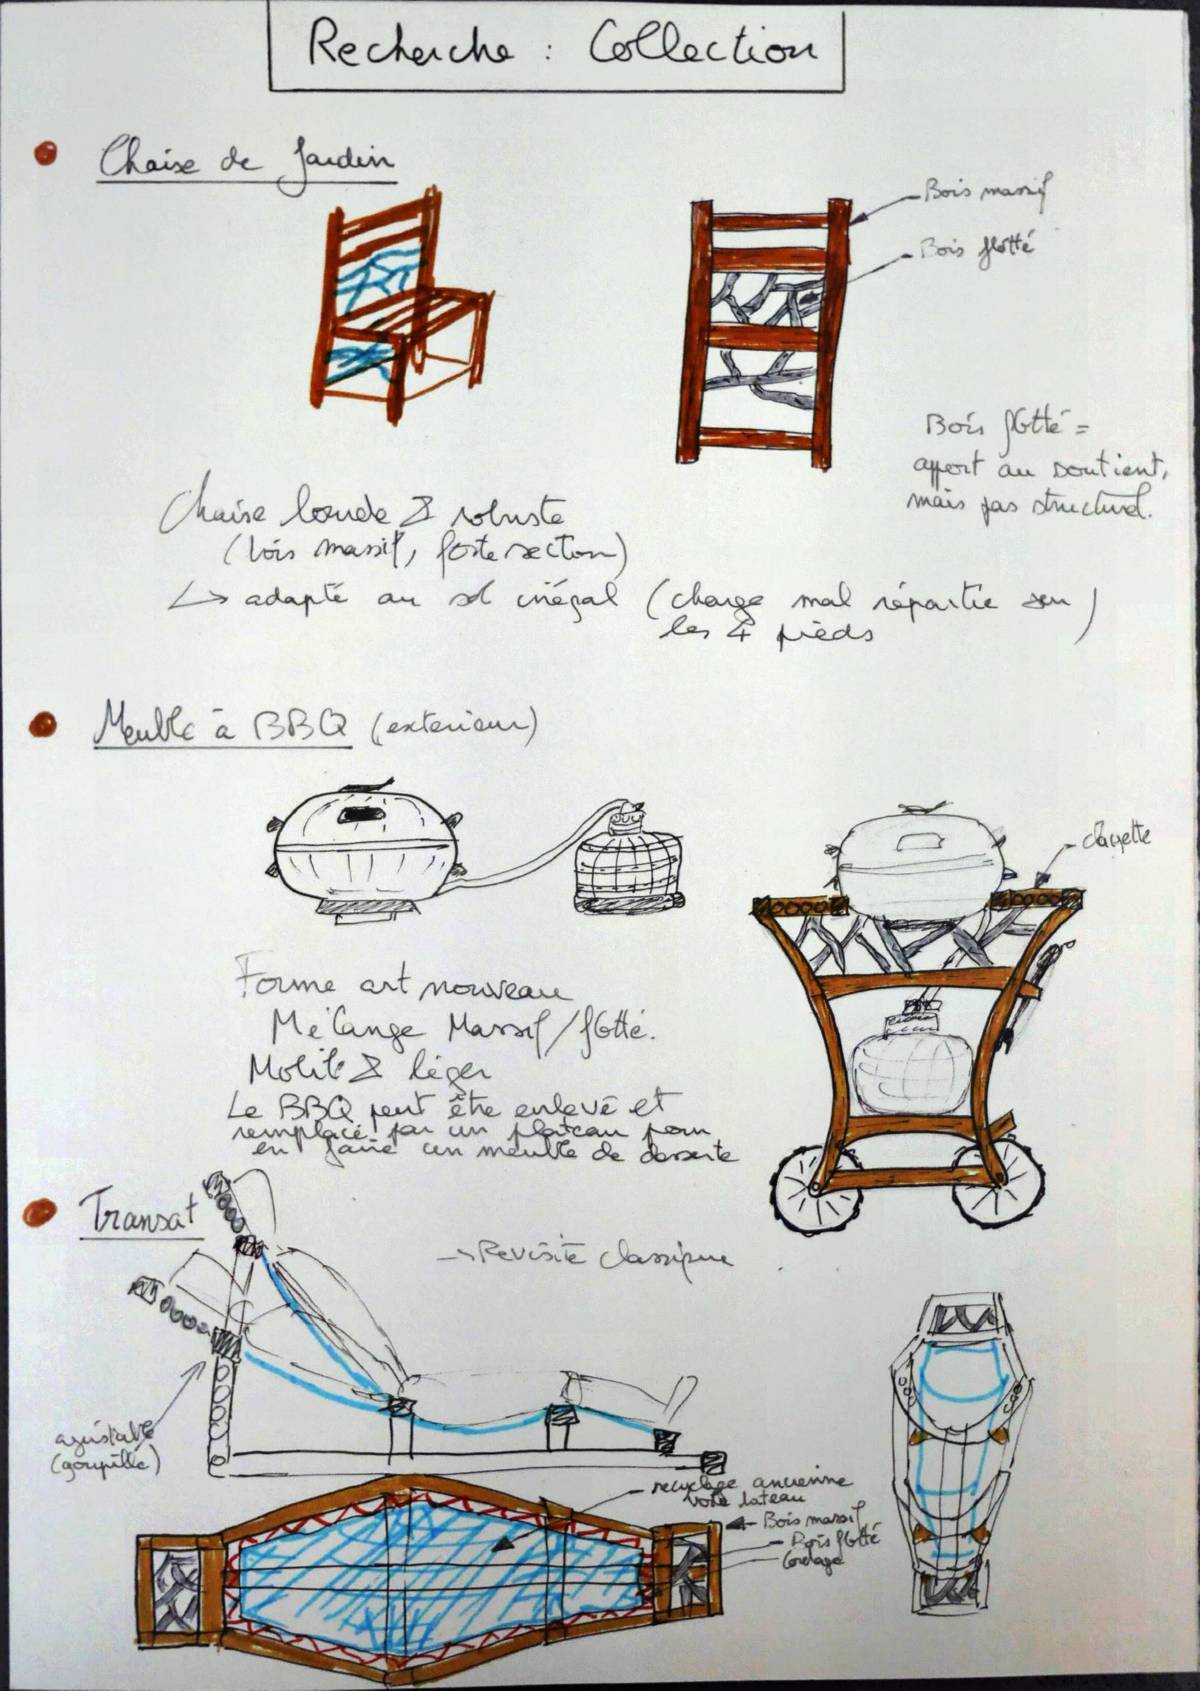 Recherche : Collection
Chaise de Jardin
Bois massif
Bois flotté
Bois flotté =
apport au soutient,
mais pas structurel.
Chaise lourde & robuste
(bois massif, forte section)
↳ adapté au sol inégal (charge mal répartie sur
les 4 pieds)
Meuble à BBQ (exterieur)
clayette
Forme art nouveau
Mélange Massif/flotté.
Mobile & léger
Le BBQ peut être enlevé et
remplacé par un plateau pour
en faire un meuble de desserte
Transat
→ Revisite classique
ajustable
(goupille)
recyclage ancienne
voile bateau
Bois massif
Bois flotté
Cordage